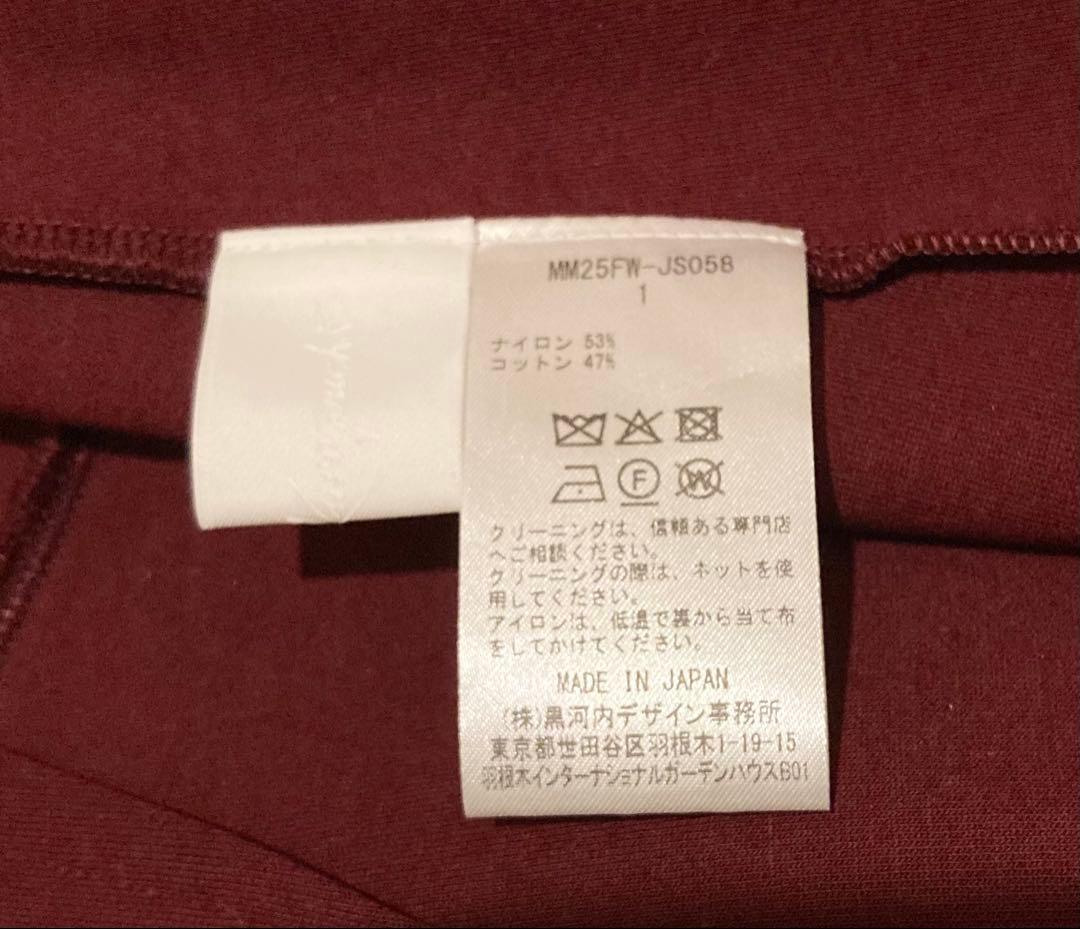 MM25FW-JS058
1
ナイロン 53%
コットン 47%
F
W
クリーニングは、信頼ある専門店
へご相談ください。
クリーニングの際は、ネットを使
用してください。
アイロンは、低温で裏から当て布
をしてかけてください。
MADE IN JAPAN
(株)黒河内デザイン事務所
東京都世田谷区羽根木1-19-15
羽根木インターナショナルガーデンハウスB01